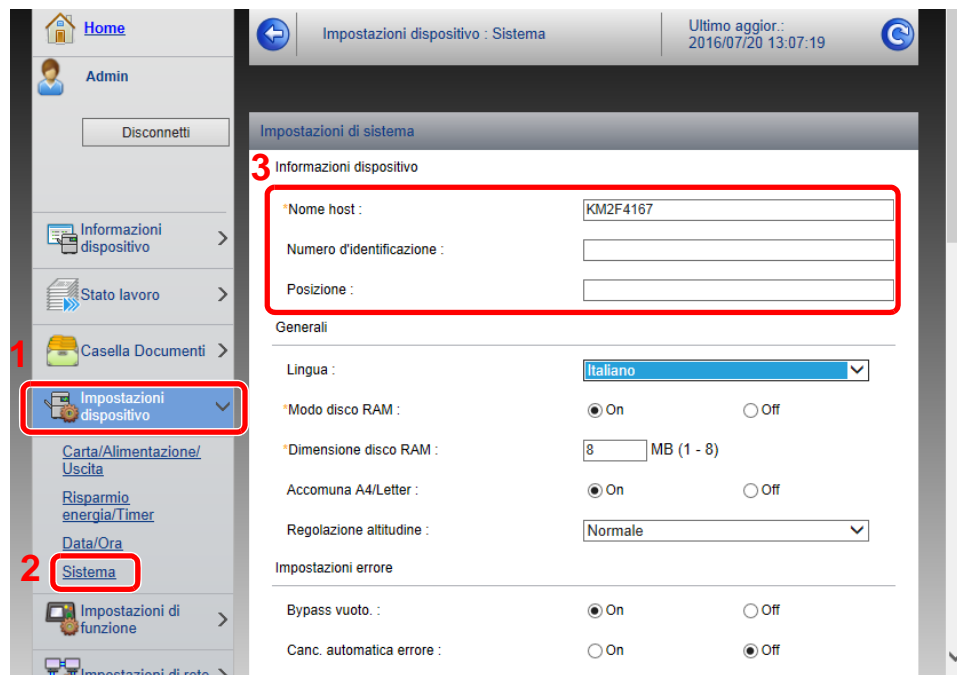 Home
Admin
Disconnetti
Informazioni
dispositivo
Stato lavoro
1
Casella Documenti
Impostazioni
dispositivo
Carta/Alimentazione/
Uscita
Risparmio
energia/Timer
Data/Ora
2
Sistema
Impostazioni di
funzione
Impostazioni di rete
Impostazioni dispositivo : Sistema
Ultimo aggior.:
2016/07/20 13:07:19
Impostazioni di sistema
3
Informazioni dispositivo
*Nome host : KM2F4167
Numero d'identificazione :
Posizione :
Generali
Lingua : Italiano
*Modo disco RAM : On Off
*Dimensione disco RAM : 8 MB (1 - 8)
Accomuna A4/Letter : On Off
Regolazione altitudine : Normale
Impostazioni errore
Bypass vuoto. : On Off
Canc. automatica errore : On Off